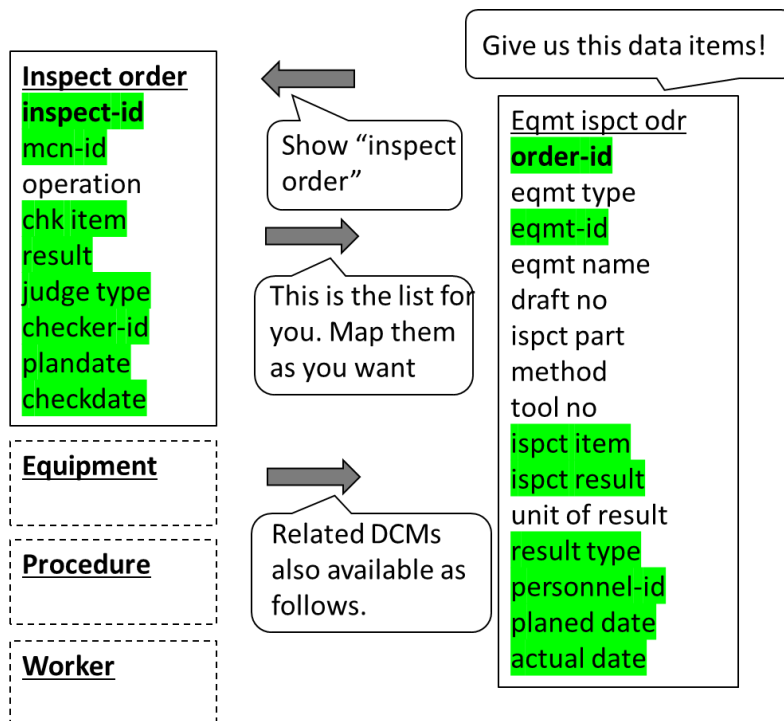 Give us this data items!
Inspect order
inspect-id
mcn-id
operation
chk item
result
judge type
checker-id
plandate
checkdate
Show “inspect
order”
This is the list for
you. Map them
as you want
Eqmt ispct odr
order-id
eqmt type
eqmt-id
eqmt name
draft no
ispct part
method
tool no
ispct item
ispct result
unit of result
result type
personnel-id
planed date
actual date
Equipment
Procedure
Worker
Related DCMs
also available as
follows.